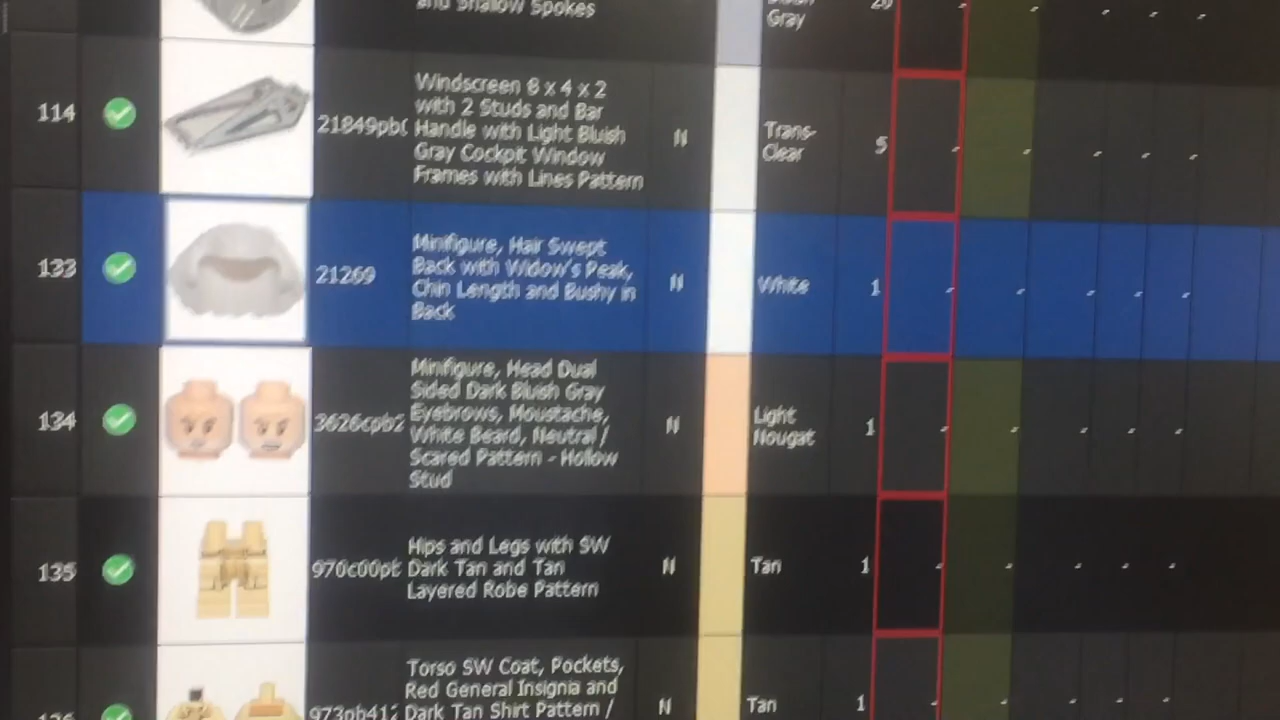 and Shallow Spokes
Gray
20
114
21849pb
Windscreen 8 x 4 x 2
with 2 Studs and Bar
Handle with Light Bluish
Gray Cockpit Window
Frames with Lines Pattern
N
Trans-
Clear
5
133
21269
Minifigure, Hair Swept
Back with Widow's Peak,
Chin Length and Bushy in
Back
N
White
1
134
3626cpb2
Minifigure, Head Dual
Sided Dark Bluish Gray
Eyebrows, Moustache,
White Beard, Neutral /
Scared Pattern - Hollow
Stud
N
Light
Nougat
1
135
970c00pb
Hips and Legs with SW
Dark Tan and Tan
Layered Robe Pattern
N
Tan
1
973pb412
Torso SW Coat, Pockets,
Red General Insignia and
Dark Tan Shirt Pattern /
N
Tan
1